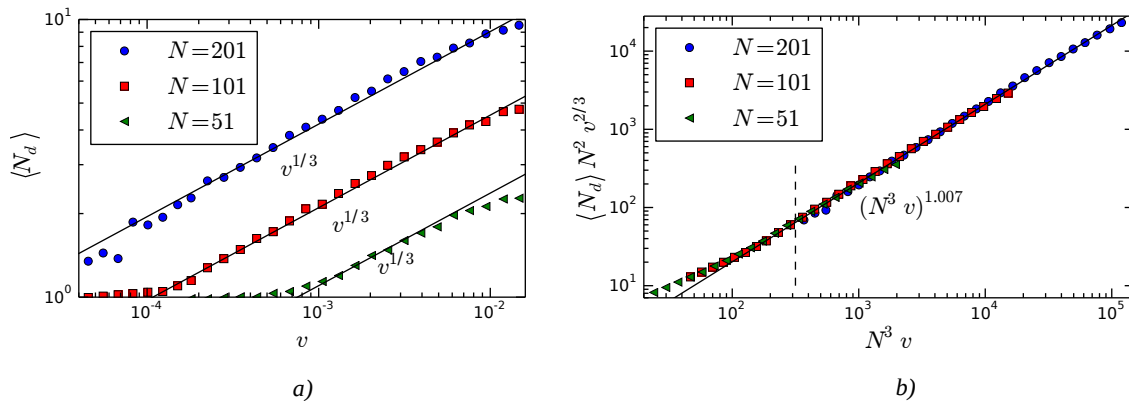 10^1
10^0
⟨N_d⟩
N=201
N=101
N=51
v^{1/3}
v^{1/3}
v^{1/3}
10^{-4}
10^{-3}
10^{-2}
v
a)
10^4
10^3
10^2
10^1
⟨N_d⟩ N^2 v^{2/3}
N=201
N=101
N=51
(N^3 v)^{1.007}
10^2
10^3
10^4
10^5
N^3 v
b)